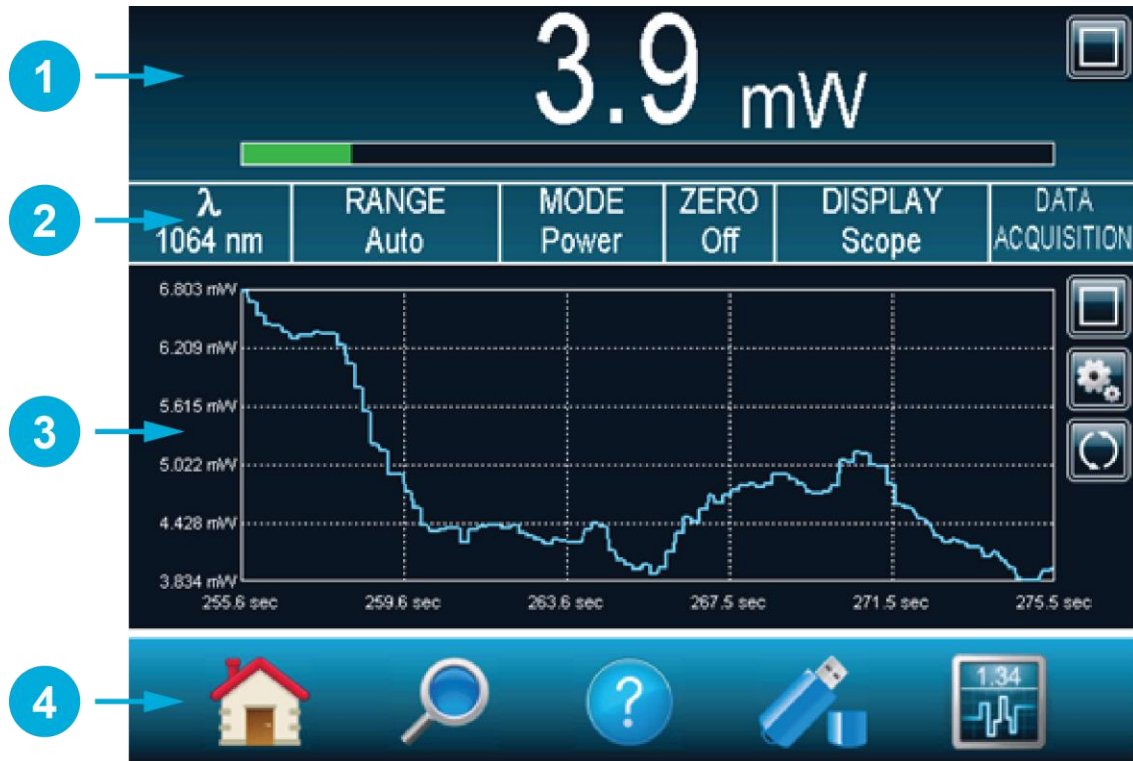 1
3.9 mW
2
λ RANGE MODE ZERO DISPLAY DATA
1064 nm Auto Power Off Scope ACQUISITION
6.803 mW
6.209 mW
5.615 mW
3
5.022 mW
4.428 mW
3.834 mW
255.6 sec 259.6 sec 263.6 sec 267.5 sec 271.5 sec 275.5 sec
4
?
1.34